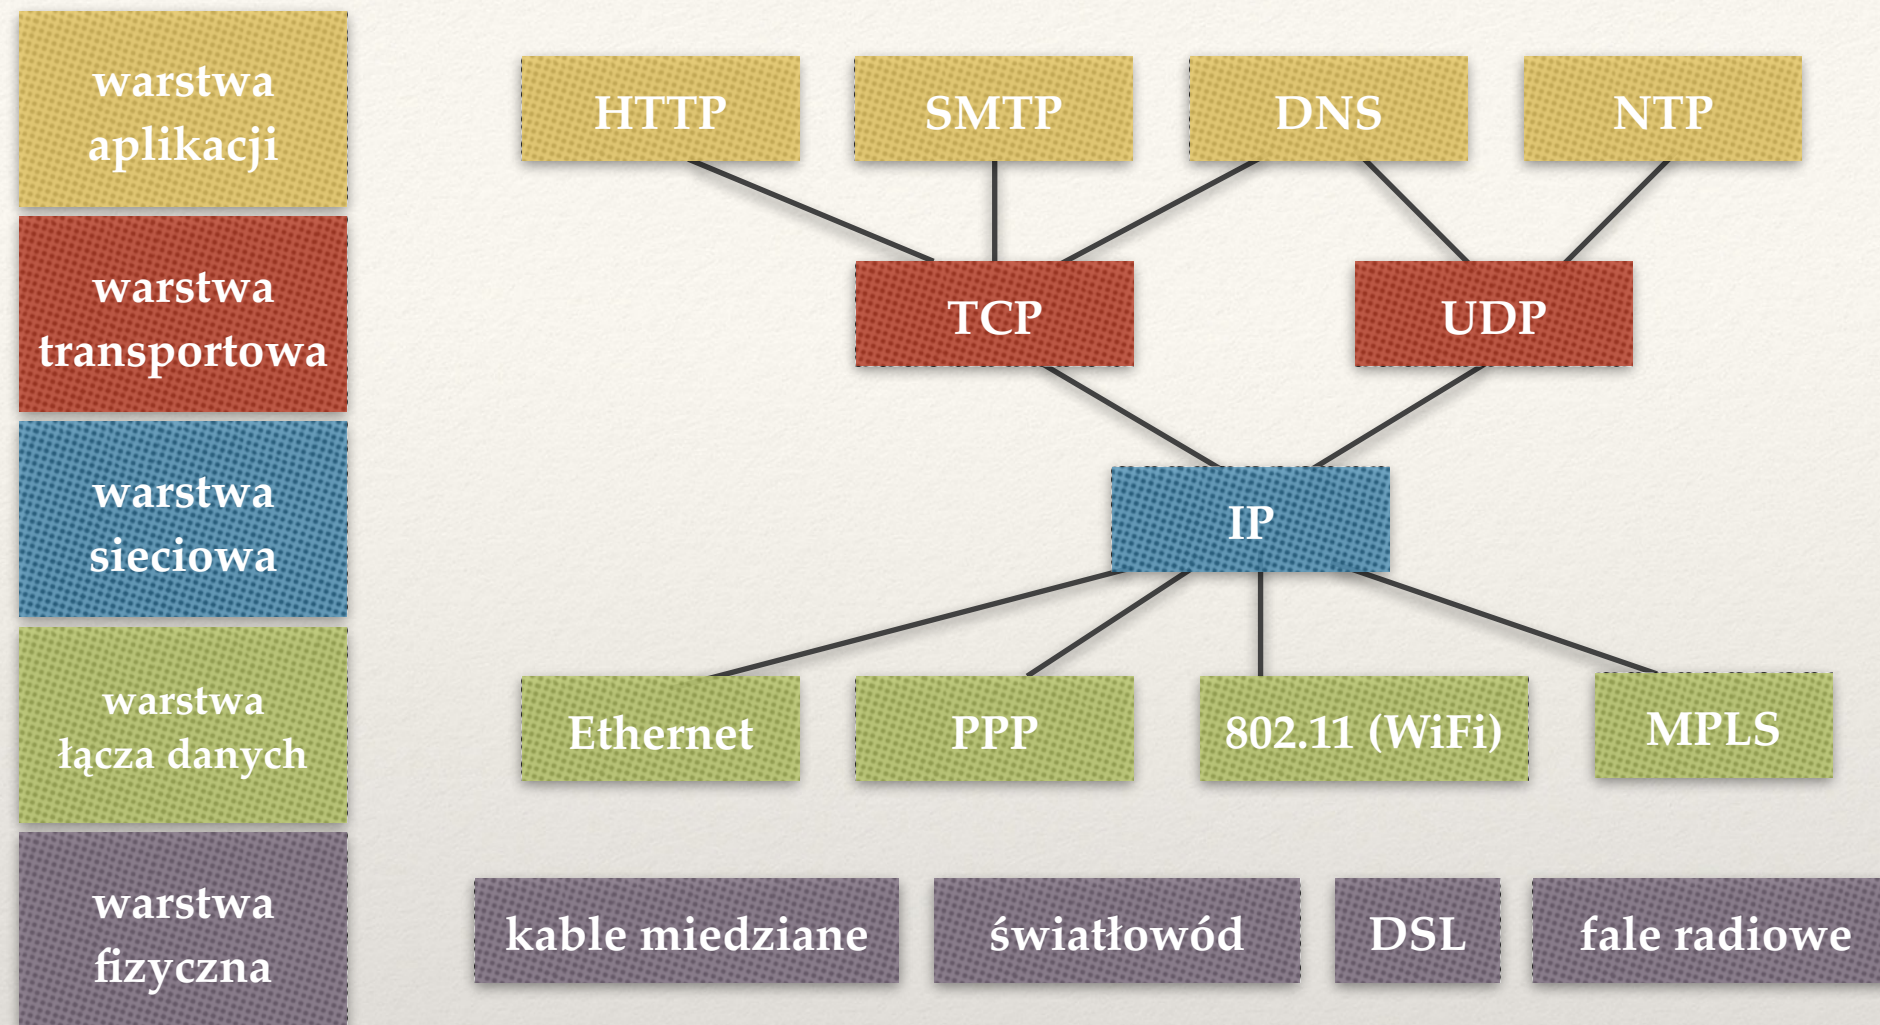 warstwa
aplikacji
HTTP
SMTP
DNS
NTP
warstwa
transportowa
TCP
UDP
warstwa
sieciowa
IP
warstwa
łącza danych
Ethernet
PPP
802.11 (WiFi)
MPLS
warstwa
fizyczna
kable miedziane
światłowód
DSL
fale radiowe